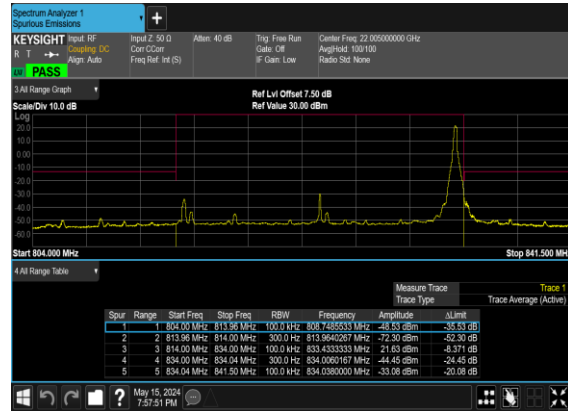 Spectrum Analyzer 1
Spurious Emissions
+
KEYSIGHT Input: RF Input Z: 50 Ω Atten: 40 dB Trig: Free Run Center Freq: 22.005000000 GHz
R T Coupling: DC Corr CCorr Gate: Off Avg|Hold: 100/100
Align: Auto Freq Ref: Int (S) IF Gain: Low Radio Std: None
LW PASS
3 All Range Graph
Ref Lvl Offset 7.50 dB
Scale/Div 10.0 dB Ref Value 30.00 dBm
Log
20.0
10.0
0.00
-10.0
-20.0
-30.0
-40.0
-50.0
-60.0
Start 804.000 MHz Stop 841.500 MH
4 All Range Table
Measure Trace Trace 1
Trace Type Trace Average (Active)
Spur Range Start Freq Stop Freq RBW Frequency Amplitude ΔLimit
1 1 804.00 MHz 813.96 MHz 100.0 kHz 808.7485533 MHz -48.53 dBm -35.53 dB
2 2 813.96 MHz 814.00 MHz 300.0 Hz 813.9640267 MHz -72.30 dBm -52.30 dB
3 3 814.00 MHz 834.00 MHz 100.0 kHz 833.4333333 MHz 21.63 dBm -8.371 dB
4 4 834.00 MHz 834.04 MHz 300.0 Hz 834.0060167 MHz -44.45 dBm -24.45 dB
5 5 834.04 MHz 841.50 MHz 100.0 kHz 834.0380000 MHz -33.08 dBm -20.08 dB
? May 15, 2024
7:57:51 PM